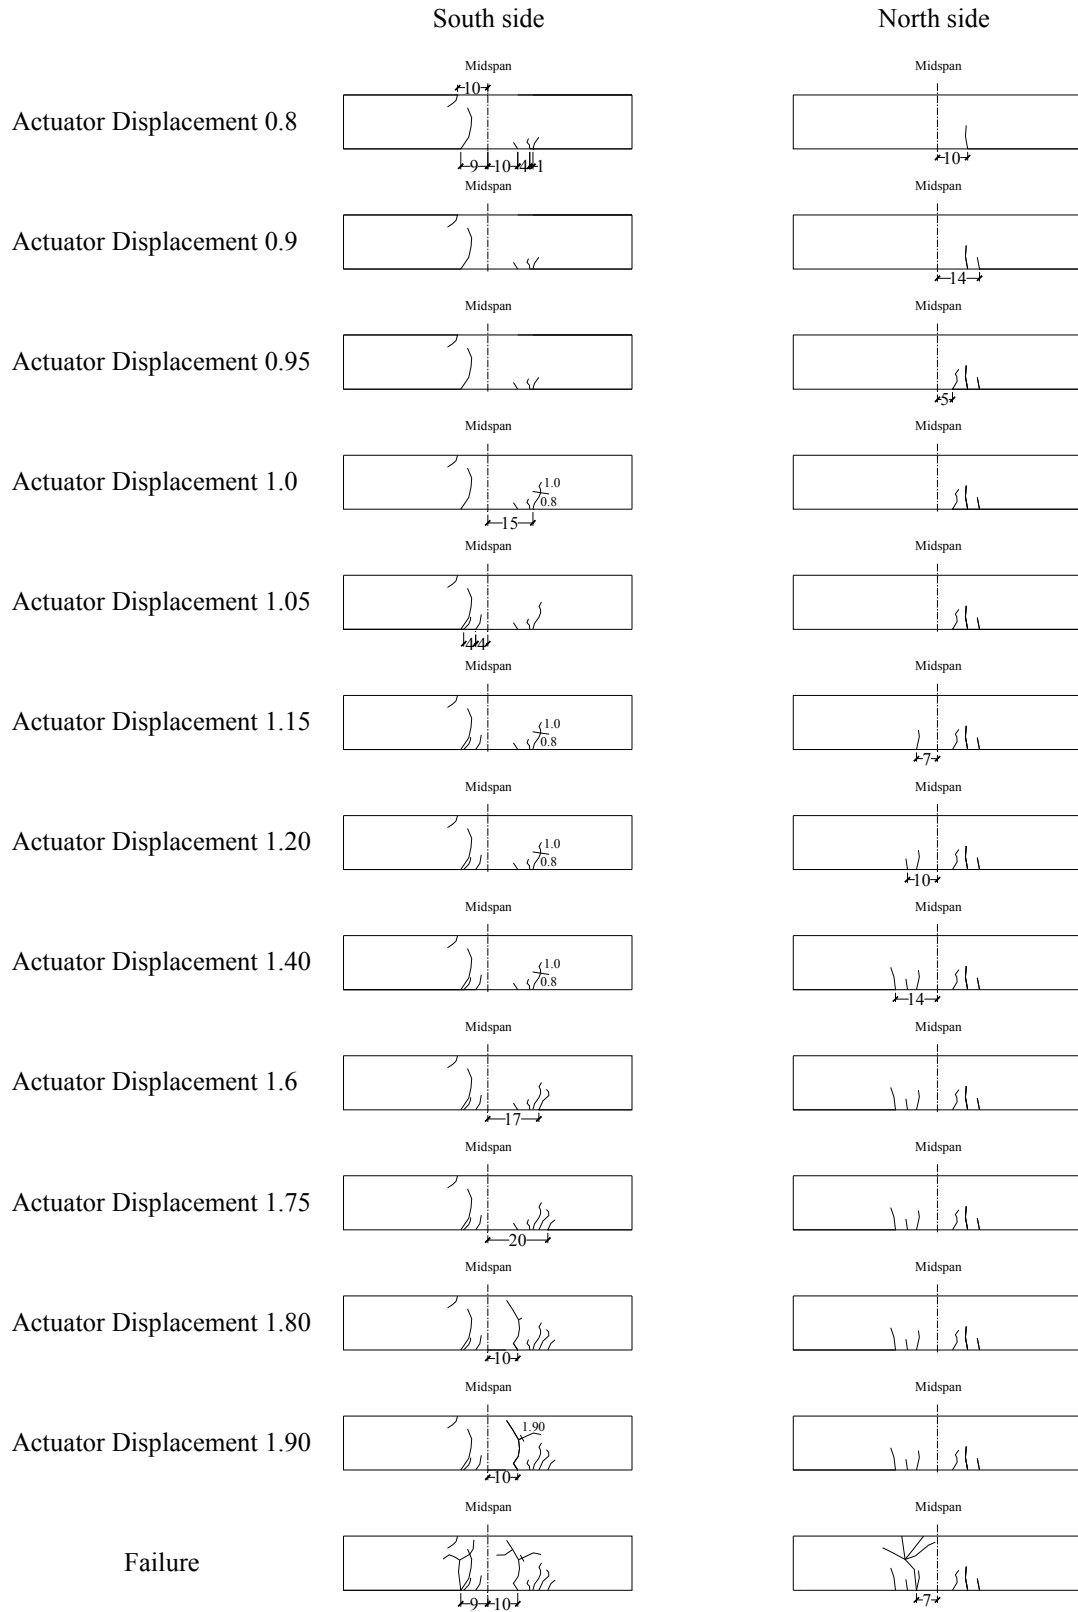 South side North side
Midspan Midspan
10
Actuator Displacement 0.8
9 10 4 1 10
Midspan Midspan
Actuator Displacement 0.9
14
Midspan Midspan
Actuator Displacement 0.95
5
Midspan Midspan
Actuator Displacement 1.0 1.0
0.8
15
Midspan Midspan
Actuator Displacement 1.05
4 4
Midspan Midspan
Actuator Displacement 1.15 1.0
0.8
7
Midspan Midspan
Actuator Displacement 1.20 1.0
0.8
10
Midspan Midspan
Actuator Displacement 1.40 1.0
0.8
14
Midspan Midspan
Actuator Displacement 1.6
17
Midspan Midspan
Actuator Displacement 1.75
20
Midspan Midspan
Actuator Displacement 1.80
10
Midspan Midspan
Actuator Displacement 1.90 1.90
10
Midspan Midspan
Failure
9 10 7